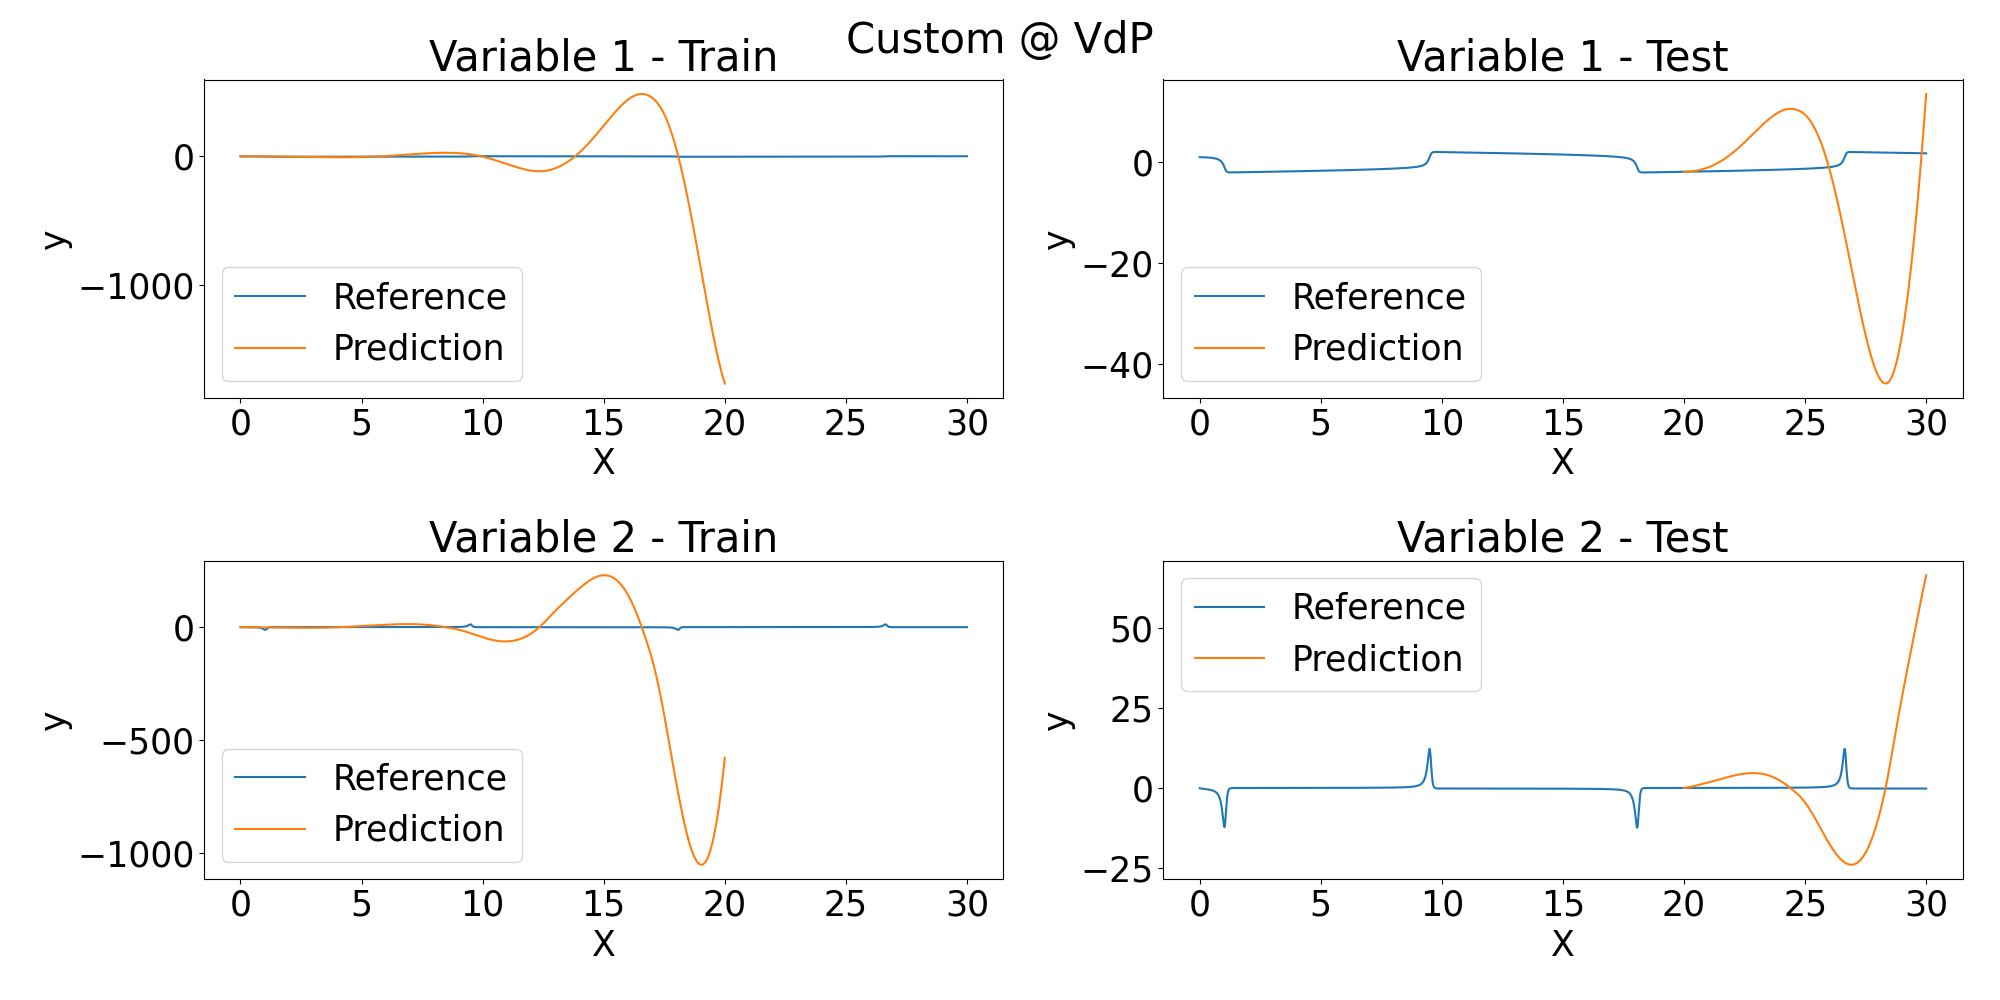 Custom @ VdP
Variable 1 - Train
0
−1000
y
Reference
Prediction
0 5 10 15 20 25 30
X
Variable 1 - Test
0
−20
−40
y
Reference
Prediction
0 5 10 15 20 25 30
X
Variable 2 - Train
0
−500
−1000
y
Reference
Prediction
0 5 10 15 20 25 30
X
Variable 2 - Test
50
25
0
−25
y
Reference
Prediction
0 5 10 15 20 25 30
X